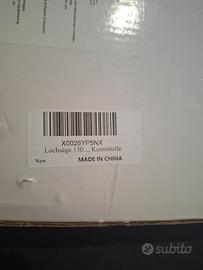 X0026YP5NX
Lochsäge 150..., Kunststoffe
New
MADE IN CHINA
subito